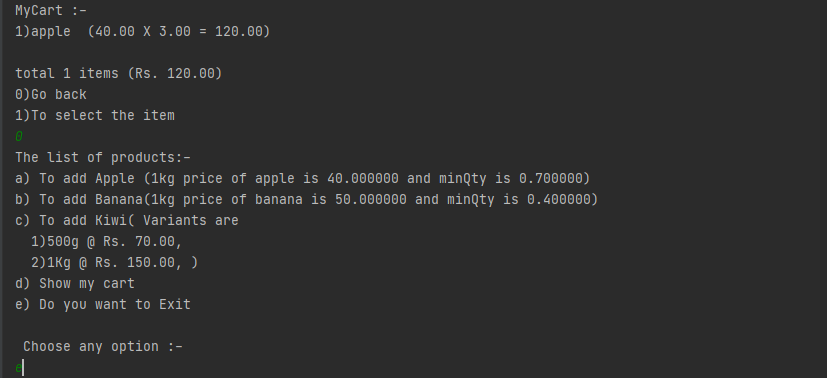 MyCart :-
1)apple  (40.00 X 3.00 = 120.00)

total 1 items (Rs. 120.00)
0)Go back
1)To select the item
0
The list of products:-
a) To add Apple (1kg price of apple is 40.000000 and minQty is 0.700000)
b) To add Banana(1kg price of banana is 50.000000 and minQty is 0.400000)
c) To add Kiwi( Variants are
  1)500g @ Rs. 70.00,
  2)1Kg @ Rs. 150.00, )
d) Show my cart
e) Do you want to Exit

 Choose any option :-
e